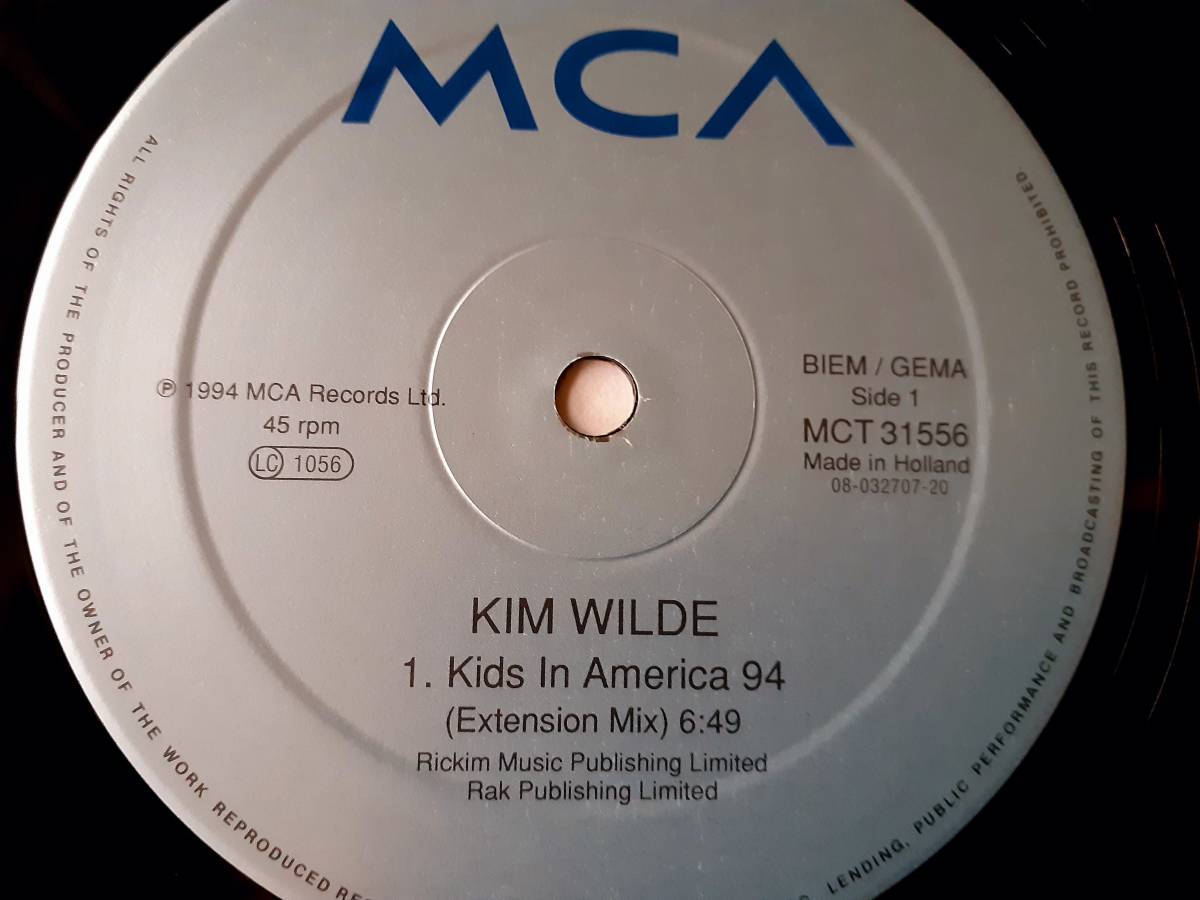 MCA
ALL RIGHTS OF THE PRODUCER AND OF THE OWNER OF THE WORK REPRODUCED
LENDING, PUBLIC PERFORMANCE AND BROADCASTING OF THIS RECORD PROHIBITED.
℗ 1994 MCA Records Ltd.
45 rpm
LC 1056
BIEM / GEMA
Side 1
MCT 31556
Made in Holland
08-032707-20
KIM WILDE
1. Kids In America 94
(Extension Mix) 6:49
Rickim Music Publishing Limited
Rak Publishing Limited